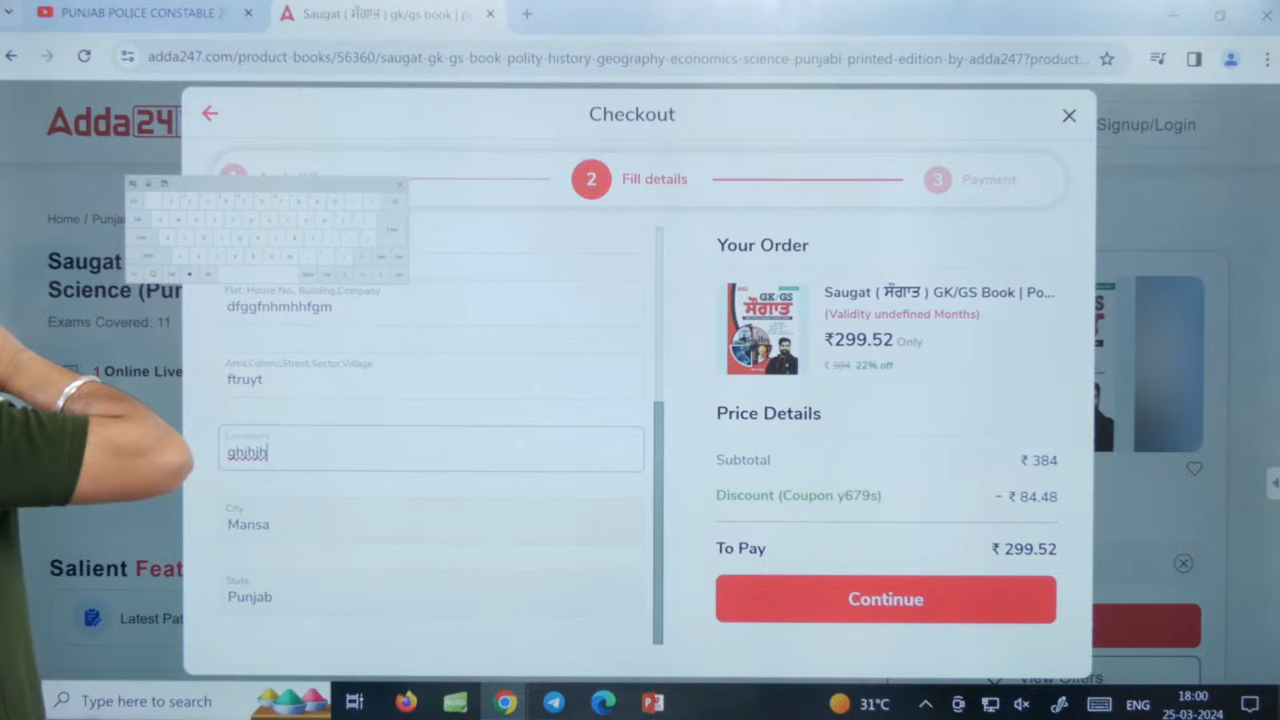 PUNJAB POLICE CONSTABLE 2
Saugat ( ਸੌਗਾਤ ) gk/gs book | p
adda247.com/product-books/56360/saugat-gk-gs-book-polity-history-geography-economics-science-punjabi-printed-edition-by-adda247?product...
Adda24
Checkout
Signup/Login
2 Fill details
3 Payment
Home / Punja
Saugat
Science (Pur
Exams Covered: 11
1 Online Live
Salient Feat
Latest Pat
Flat, House No., Building,Company
dfggfnhmhhfgm
Area,Colony,Street,Sector,Village
ftruyt
Landmark
ghjhjh
City
Mansa
State
Punjab
Your Order
GK/GS
ਸੌਗਾਤ
Saugat ( ਸੌਗਾਤ ) GK/GS Book | Po...
(Validity undefined Months)
₹299.52 Only
₹ 384 22% off
Price Details
Subtotal ₹ 384
Discount (Coupon y679s) - ₹ 84.48
To Pay ₹ 299.52
Continue
View Offers
Type here to search
31°C
ENG
18:00
25-03-2024